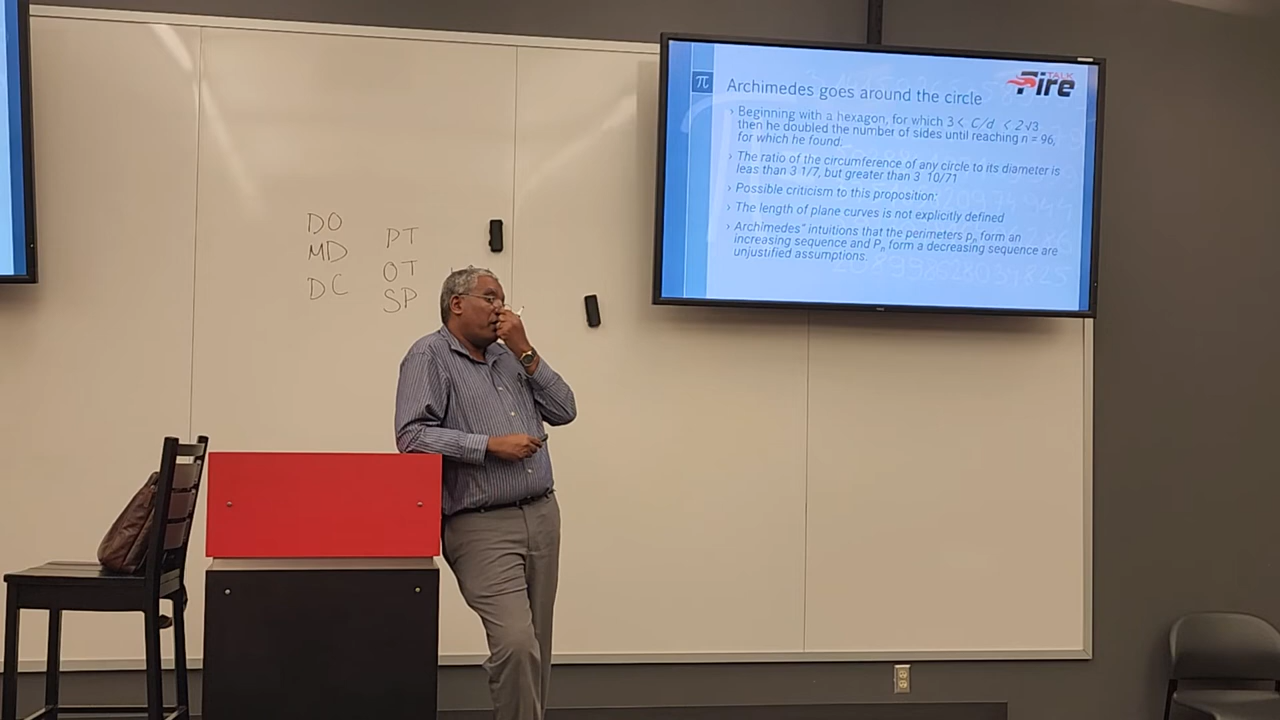 DO
MD
DC
PT
OT
SP
π
TALK
Fire
Archimedes goes around the circle
› Beginning with a hexagon, for which 3 < C/d < 2√3
then he doubled the number of sides until reaching n = 96,
for which he found.
› The ratio of the circumference of any circle to its diameter is
leas than 3 1/7, but greater than 3 10/71
› Possible criticism to this proposition:
› The length of plane curves is not explicitly defined
› Archimedes" intuitions that the perimeters pn form an
increasing sequence and Pn form a decreasing sequence are
unjustified assumptions.